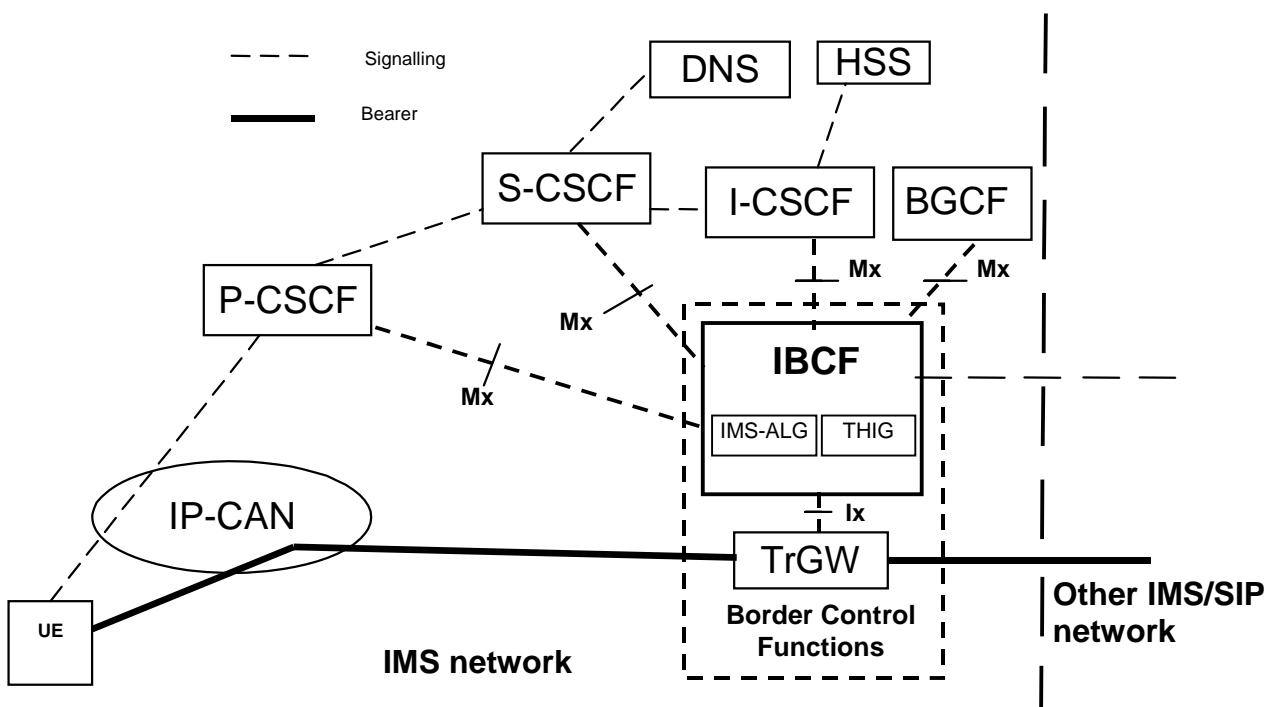 Signalling
Bearer
DNS
HSS
S-CSCF
I-CSCF
BGCF
P-CSCF
Mx
Mx
Mx
Mx
IBCF
IMS-ALG
THIG
Ix
IP-CAN
TrGW
UE
Border Control
Functions
Other IMS/SIP
network
IMS network